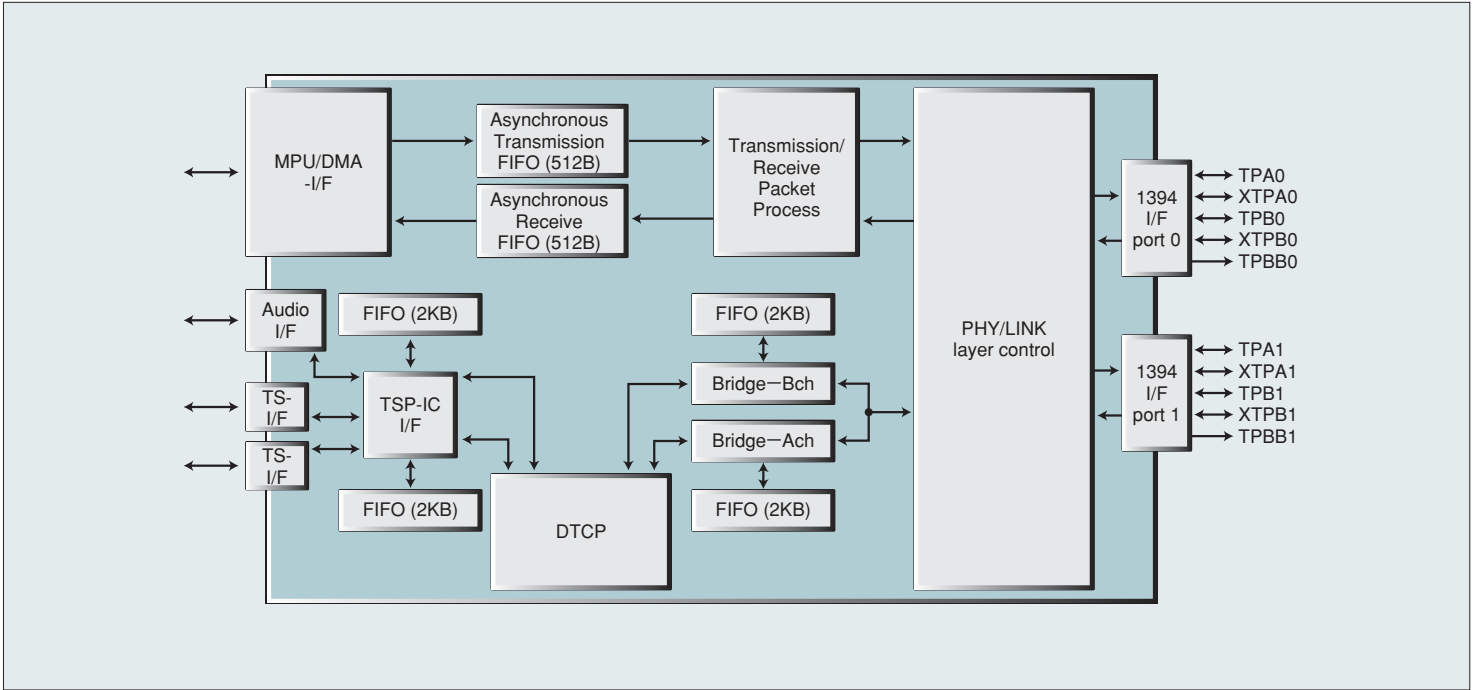 MPU/DMA
-I/F
Asynchronous
Transmission
FIFO (512B)
Asynchronous
Receive
FIFO (512B)
Transmission/
Receive
Packet
Process
PHY/LINK
layer control
1394
I/F
port 0
TPA0
XTPA0
TPB0
XTPB0
TPBB0
1394
I/F
port 1
TPA1
XTPA1
TPB1
XTPB1
TPBB1
Audio
I/F
TS-
I/F
TS-
I/F
FIFO (2KB)
TSP-IC
I/F
FIFO (2KB)
DTCP
FIFO (2KB)
Bridge—Bch
Bridge—Ach
FIFO (2KB)